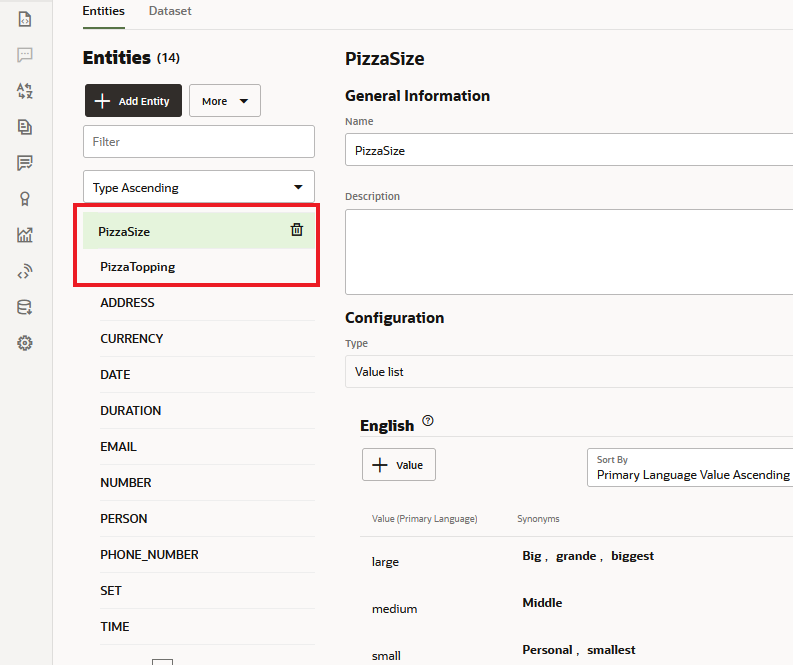 Entities Dataset
Entities (14)
Add Entity More
Filter
Type Ascending
PizzaSize
PizzaTopping
ADDRESS
CURRENCY
DATE
DURATION
EMAIL
NUMBER
PERSON
PHONE_NUMBER
SET
TIME
PizzaSize
General Information
Name
PizzaSize
Description
Configuration
Type
Value list
English ?
Value
Sort By
Primary Language Value Ascending
Value (Primary Language) Synonyms
large Big , grande , biggest
medium Middle
small Personal , smallest